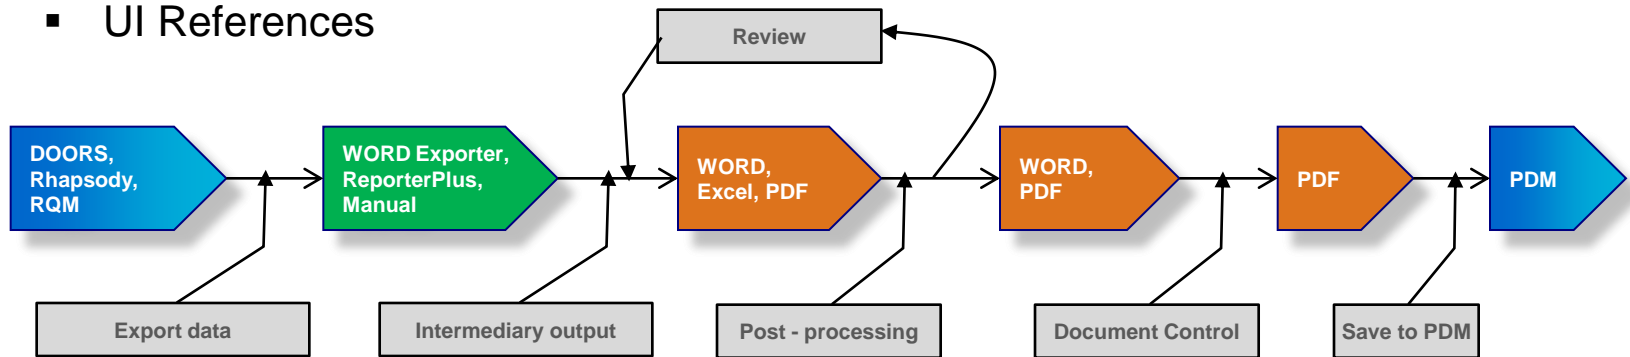 ▪ UI References
Review
DOORS,
Rhapsody,
RQM
WORD Exporter,
ReporterPlus,
Manual
WORD,
Excel, PDF
WORD,
PDF
PDF
PDM
Export data
Intermediary output
Post - processing
Document Control
Save to PDM